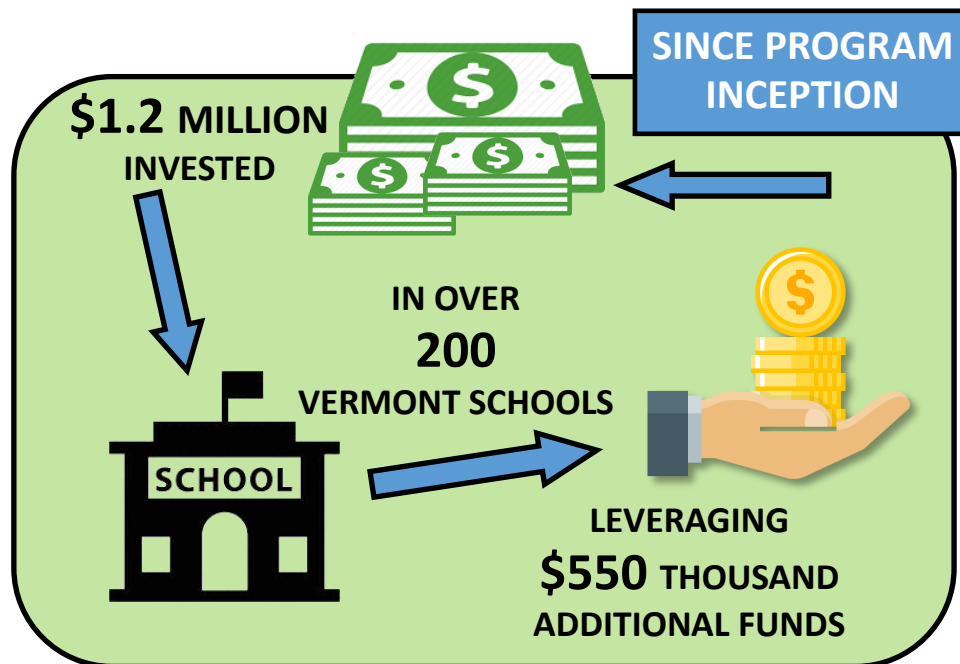 SINCE PROGRAM
INCEPTION
$1.2 MILLION
INVESTED
$
$
$
IN OVER
200
VERMONT SCHOOLS
$
SCHOOL
LEVERAGING
$550 THOUSAND
ADDITIONAL FUNDS